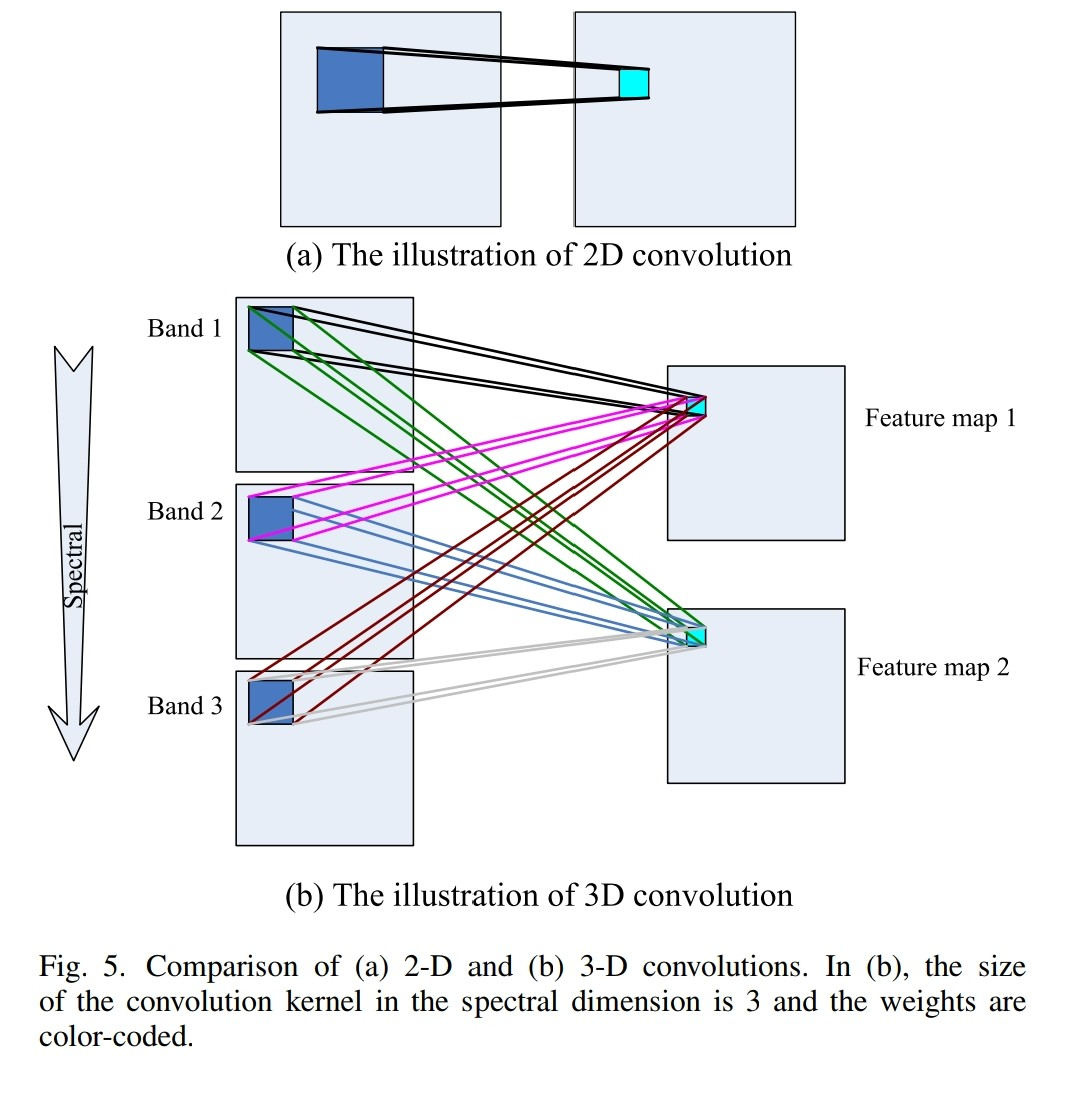 (a) The illustration of 2D convolution
Band 1
Feature map 1
Band 2
Spectral
Feature map 2
Band 3
(b) The illustration of 3D convolution
Fig. 5. Comparison of (a) 2-D and (b) 3-D convolutions. In (b), the size
of the convolution kernel in the spectral dimension is 3 and the weights are
color-coded.